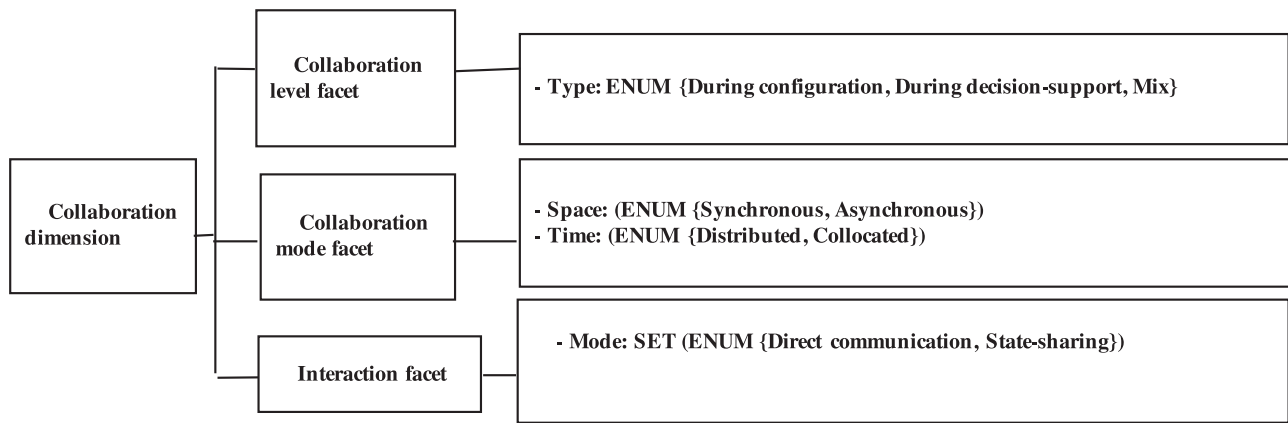 Collaboration
level facet
- Type: ENUM {During configuration, During decision-support, Mix}
Collaboration
dimension
Collaboration
mode facet
- Space: (ENUM {Synchronous, Asynchronous})
- Time: (ENUM {Distributed, Collocated})
Interaction facet
- Mode: SET (ENUM {Direct communication, State-sharing})